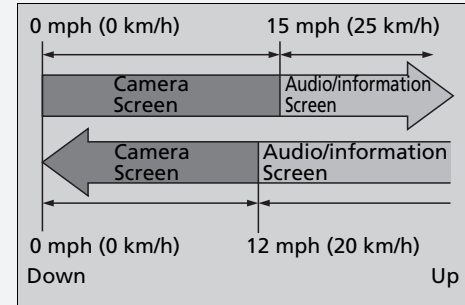 0 mph (0 km/h) 15 mph (25 km/h)
Camera Audio/information
Screen Screen
Camera Audio/information
Screen Screen
0 mph (0 km/h) 12 mph (20 km/h)
Down Up